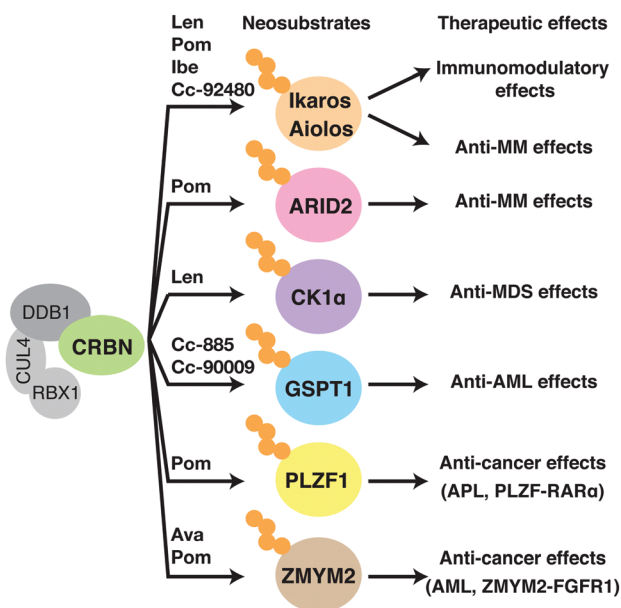 Len
Pom
Ibe
Cc-92480
Neosubstrates
Therapeutic effects
Ikaros
Aiolos
Immunomodulatory
effects
Anti-MM effects
Pom
ARID2
Anti-MM effects
Len
CK1α
Anti-MDS effects
DDB1
CUL4
RBX1
CRBN
Cc-885
Cc-90009
GSPT1
Anti-AML effects
Pom
PLZF1
Anti-cancer effects
(APL, PLZF-RARα)
Ava
Pom
ZMYM2
Anti-cancer effects
(AML, ZMYM2-FGFR1)